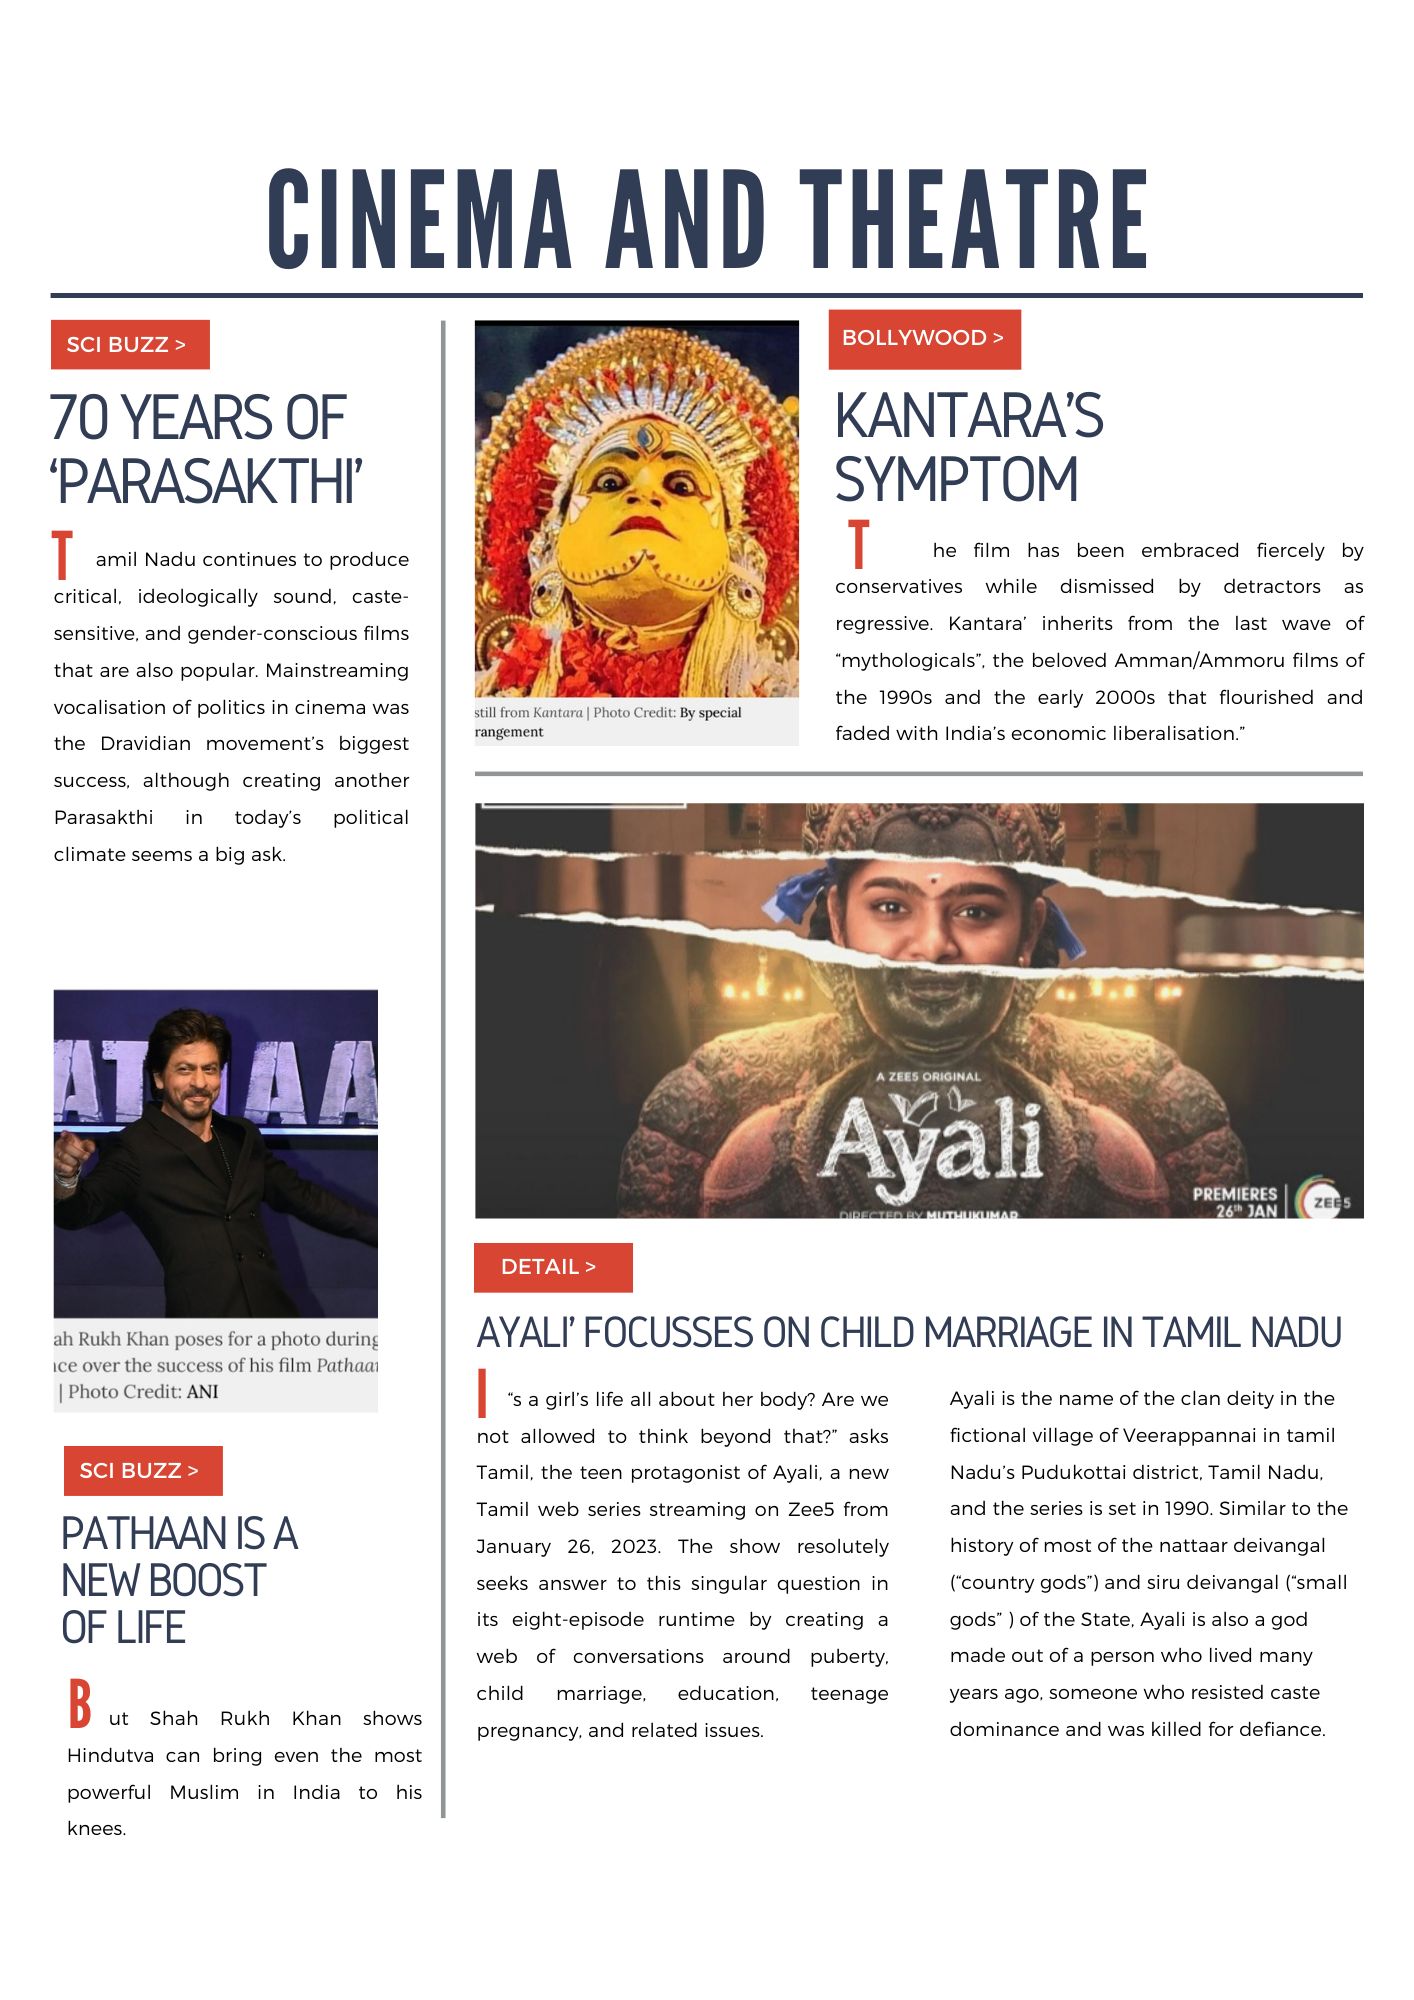 CINEMA AND THEATRE
SCI BUZZ >
70 YEARS OF
‘PARASAKTHI’
Tamil Nadu continues to produce
critical, ideologically sound, caste-
sensitive, and gender-conscious films
that are also popular. Mainstreaming
vocalisation of politics in cinema was
the Dravidian movement’s biggest
success, although creating another
Parasakthi in today’s political
climate seems a big ask.
ah Rukh Khan poses for a photo during
ce over the success of his film Pathaan
| Photo Credit: ANI
SCI BUZZ >
PATHAAN IS A
NEW BOOST
OF LIFE
But Shah Rukh Khan shows
Hindutva can bring even the most
powerful Muslim in India to his
knees.
still from Kantara | Photo Credit: By special
rangement
BOLLYWOOD >
KANTARA’S
SYMPTOM
The film has been embraced fiercely by
conservatives while dismissed by detractors as
regressive. Kantara’ inherits from the last wave of
“mythologicals”, the beloved Amman/Ammoru films of
the 1990s and the early 2000s that flourished and
faded with India’s economic liberalisation.”
A ZEE5 ORIGINAL
Ayali
DIRECTED BY MUTHUKUMAR
PREMIERES
26th JAN
ZEE5
DETAIL >
AYALI’ FOCUSSES ON CHILD MARRIAGE IN TAMIL NADU
I “s a girl’s life all about her body? Are we
not allowed to think beyond that?” asks
Tamil, the teen protagonist of Ayali, a new
Tamil web series streaming on Zee5 from
January 26, 2023. The show resolutely
seeks answer to this singular question in
its eight-episode runtime by creating a
web of conversations around puberty,
child marriage, education, teenage
pregnancy, and related issues.
Ayali is the name of the clan deity in the
fictional village of Veerappannai in tamil
Nadu’s Pudukottai district, Tamil Nadu,
and the series is set in 1990. Similar to the
history of most of the nattaar deivangal
(“country gods”) and siru deivangal (“small
gods” ) of the State, Ayali is also a god
made out of a person who lived many
years ago, someone who resisted caste
dominance and was killed for defiance.